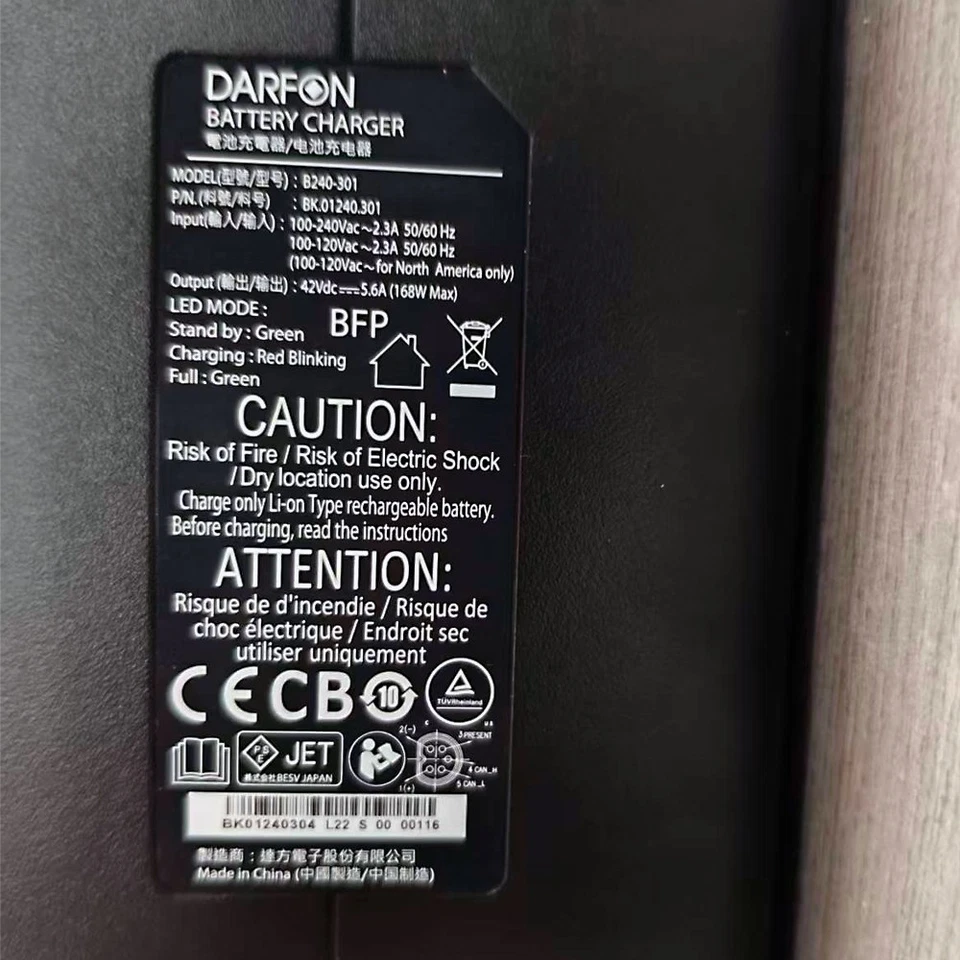 DARFON
BATTERY CHARGER
電池充電器/电池充电器
MODEL(型號/型号) : B240-301
P/N.(料號/料号) : BK.01240.301
Input(輸入/输入) : 100-240Vac～2.3A 50/60 Hz
100-120Vac～2.3A 50/60 Hz
(100-120Vac～for North America only)
Output (輸出/输出) : 42Vdc⎓5.6A (168W Max)
LED MODE :
Stand by : Green
Charging : Red Blinking
Full : Green
BFP
CAUTION:
Risk of Fire / Risk of Electric Shock
/ Dry location use only.
Charge only Li-on Type rechargeable battery.
Before charging, read the instructions
ATTENTION:
Risque de d'incendie / Risque de
choc électrique / Endroit sec
utiliser uniquement
CE CB 10 TÜVRheinland
C US
PSE JET
株式会社BESV JAPAN
2(-)
3 PRESENT
4 CAN_H
5 CAN_L
1(+)
BK01240304 L22 S 00 00116
製造商：達方電子股份有限公司
Made in China (中國製造/中国制造)